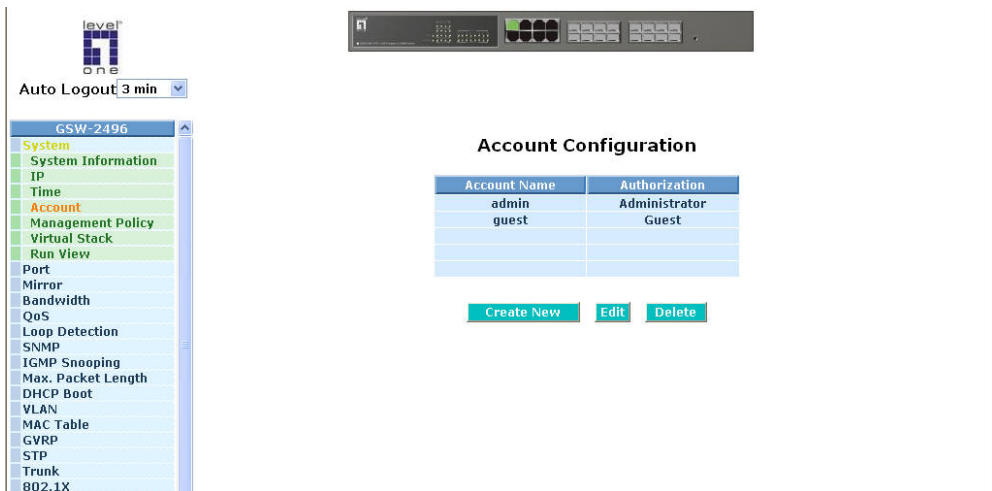 level
one
Auto Logout 3 min
GSW-2496
System
System Information
IP
Time
Account
Management Policy
Virtual Stack
Run View
Port
Mirror
Bandwidth
QoS
Loop Detection
SNMP
IGMP Snooping
Max. Packet Length
DHCP Boot
VLAN
MAC Table
GVRP
STP
Trunk
802.1X
Account Configuration
Account Name Authorization
admin Administrator
guest Guest
Create New Edit Delete